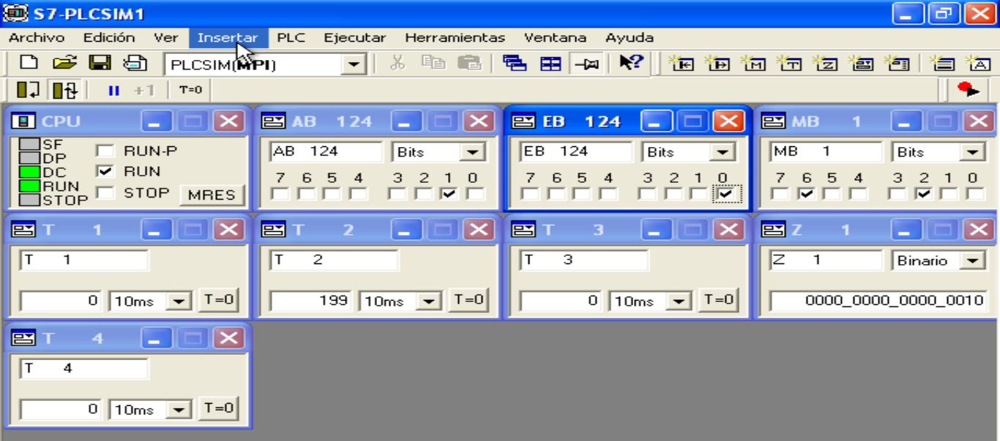 S7-PLCSIM1
Archivo Edición Ver Insertar PLC Ejecutar Herramientas Ventana Ayuda
PLCSIM(MPI)
+1 T=0
CPU
SF
DP
DC
RUN
STOP
RUN-P
RUN
STOP MRES
AB 124
AB 124 Bits
7 6 5 4 3 2 1 0
EB 124
EB 124 Bits
7 6 5 4 3 2 1 0
MB 1
MB 1 Bits
7 6 5 4 3 2 1 0
T 1
T 1
0 10ms T=0
T 2
T 2
199 10ms T=0
T 3
T 3
0 10ms T=0
Z 1
Z 1 Binario
0000_0000_0000_0010
T 4
T 4
0 10ms T=0